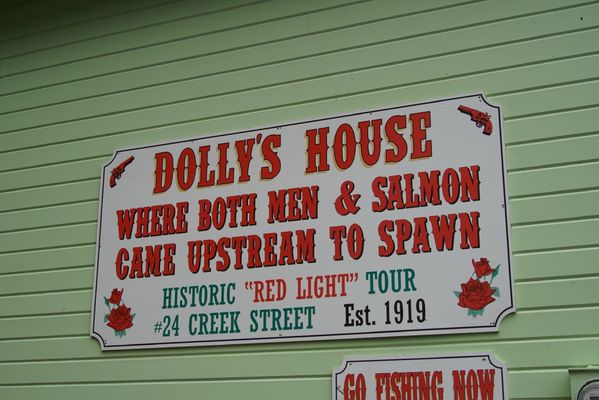 DOLLY'S HOUSE
WHERE BOTH MEN & SALMON
CAME UPSTREAM TO SPAWN
HISTORIC "RED LIGHT" TOUR
#24 CREEK STREET Est. 1919
GO FISHING NOW